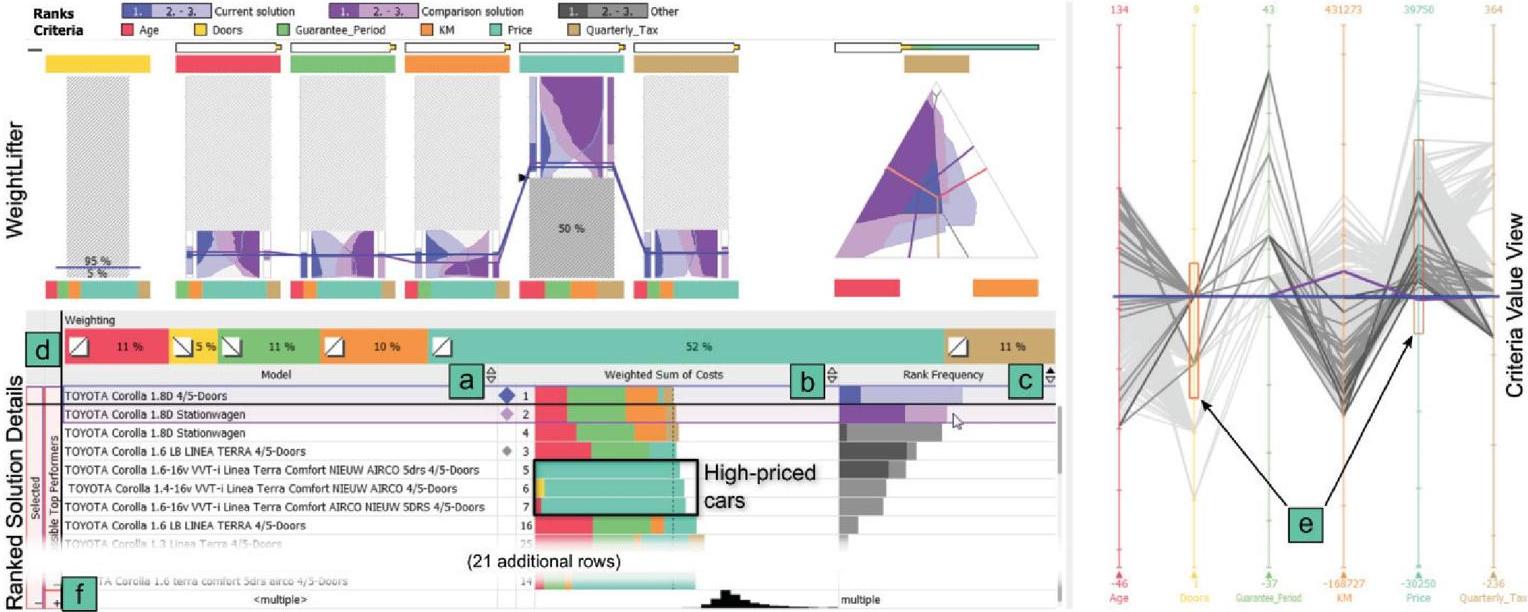 Ranks 1. 2. - 3. Current solution 1. 2. - 3. Comparison solution 1. 2. - 3. Other
Criteria Age Doors Guarantee_Period KM Price Quarterly_Tax
WeightLifter
95 %
5 %
50 %
Weighting
d 11 % 5 % 11 % 10 % 52 % 11 %
Model a Weighted Sum of Costs b Rank Frequency c
Ranked Solution Details
Selected
sible Top Performers
TOYOTA Corolla 1.8D 4/5-Doors 1
TOYOTA Corolla 1.8D Stationwagen 2
TOYOTA Corolla 1.8D Stationwagen 4
TOYOTA Corolla 1.6 LB LINEA TERRA 4/5-Doors 3
TOYOTA Corolla 1.6-16v VVT-i Linea Terra Comfort NIEUW AIRCO 5drs 4/5-Doors 5
TOYOTA Corolla 1.4-16v VVT-i Linea Terra Comfort NIEUW AIRCO 4/5-Doors 6
TOYOTA Corolla 1.6-16v VVT-i Linea Terra Comfort AIRCO NIEUW 5DRS 4/5-Doors 7
High-priced
cars
TOYOTA Corolla 1.6 LB LINEA TERRA 4/5-Doors 16
TOYOTA Corolla 1.3 Linea Terra 4/5-Doors 25
(21 additional rows)
TA Corolla 1.6 terra comfort 5drs airco 4/5-Doors 14
f <multiple> multiple
134 9 43 431273 39750 364
Criteria Value View
e
-46 1 -37 -168727 -30250 -236
Age Doors Guarantee_Period KM Price Quarterly_Tax